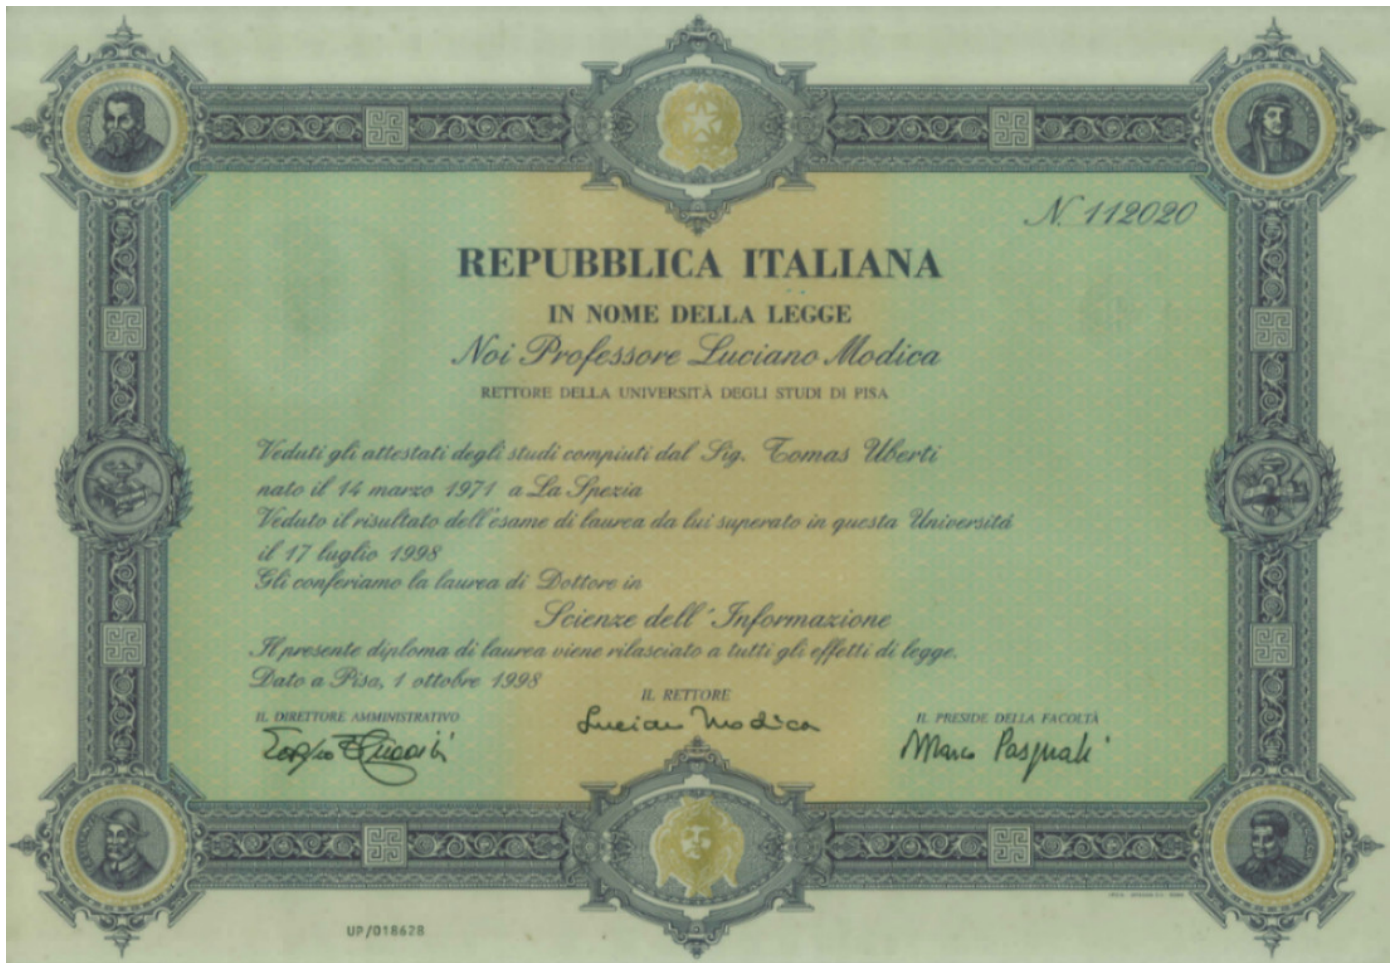 N. 112020
REPUBBLICA ITALIANA
IN NOME DELLA LEGGE
Noi Professore Luciano Modica
RETTORE DELLA UNIVERSITÀ DEGLI STUDI DI PISA
Veduti gli attestati degli studi compiuti dal Sig. Tomas Uberti
nato il 14 marzo 1971 a La Spezia
Veduto il risultato dell'esame di laurea da lui superato in questa Università
il 17 luglio 1998
Gli conferiamo la laurea di Dottore in
Scienze dell'Informazione
Il presente diploma di laurea viene rilasciato a tutti gli effetti di legge.
Dato a Pisa, 1 ottobre 1998
IL RETTORE
IL DIRETTORE AMMINISTRATIVO
Luciano Modica
IL PRESIDE DELLA FACOLTÀ
Marco Pasquali
UP/018628